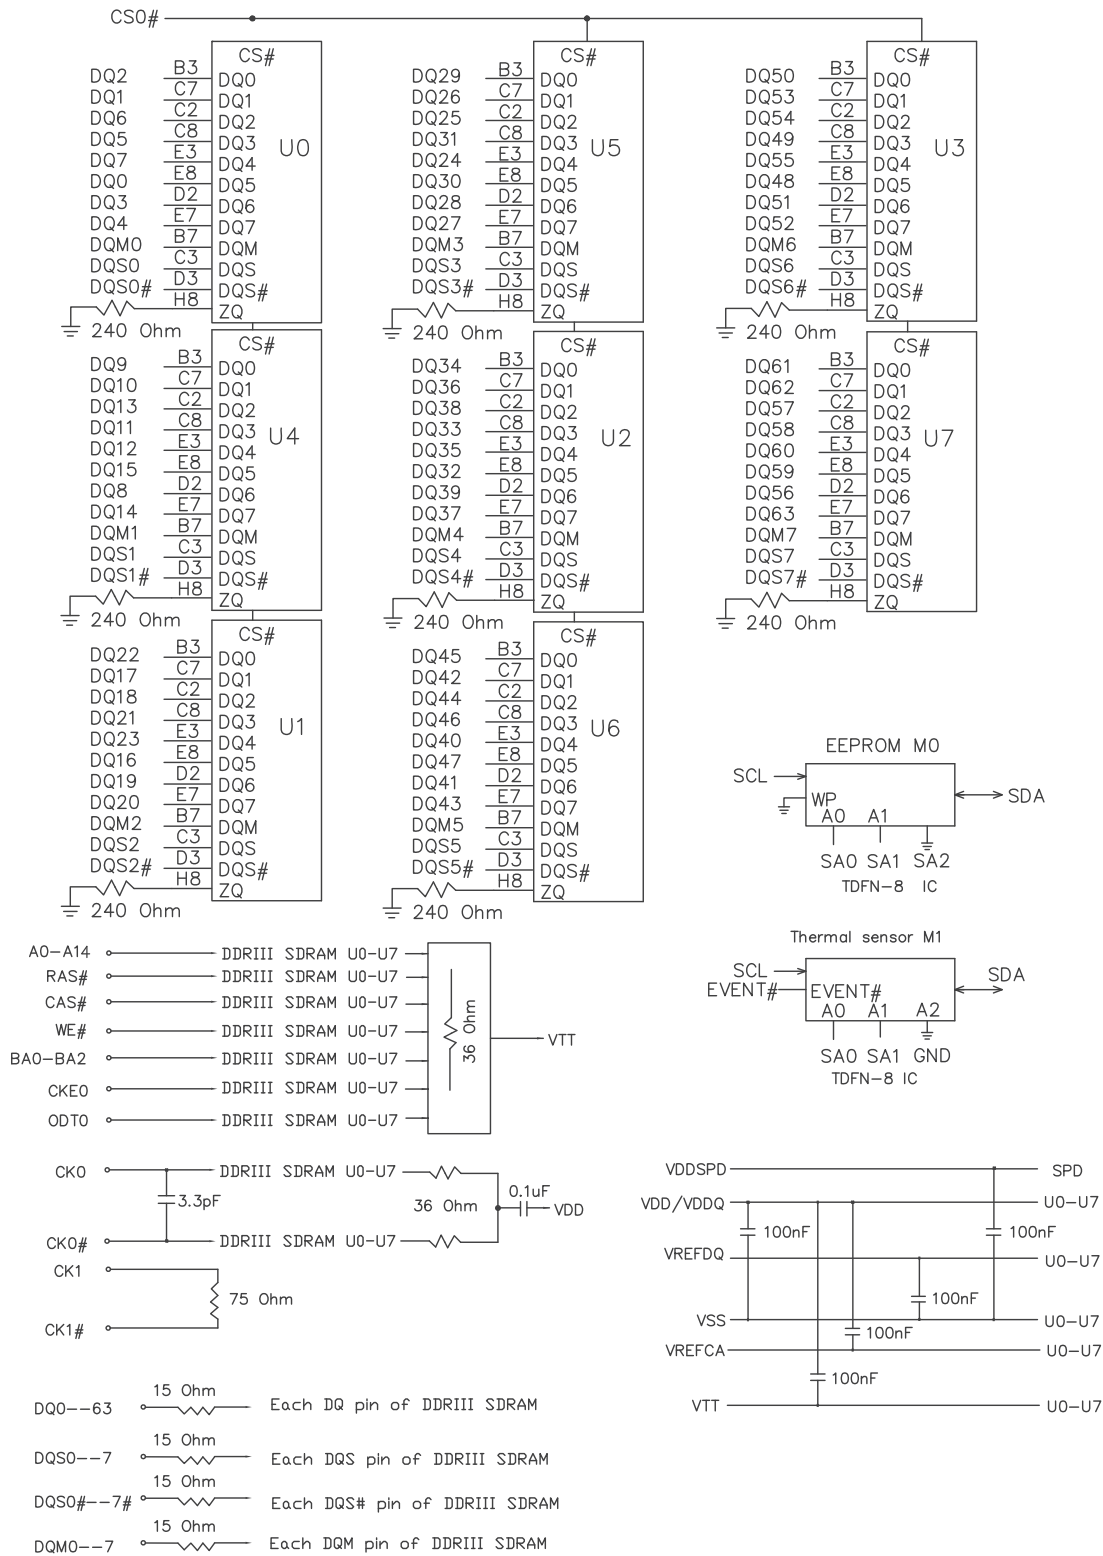 CS0#
CS#
DQ2 B3 DQ0
DQ1 C7 DQ1
DQ6 C2 DQ2
DQ5 C8 DQ3
DQ7 E3 DQ4
DQ0 E8 DQ5
DQ3 D2 DQ6
DQ4 E7 DQ7
DQM0 B7 DQM
DQS0 C3 DQS
DQS0# D3 DQS#
H8 ZQ
240 Ohm
U0
CS#
DQ9 B3 DQ0
DQ10 C7 DQ1
DQ13 C2 DQ2
DQ11 C8 DQ3
DQ12 E3 DQ4
DQ15 E8 DQ5
DQ8 D2 DQ6
DQ14 E7 DQ7
DQM1 B7 DQM
DQS1 C3 DQS
DQS1# D3 DQS#
H8 ZQ
240 Ohm
U4
CS#
DQ22 B3 DQ0
DQ17 C7 DQ1
DQ18 C2 DQ2
DQ21 C8 DQ3
DQ23 E3 DQ4
DQ16 E8 DQ5
DQ19 D2 DQ6
DQ20 E7 DQ7
DQM2 B7 DQM
DQS2 C3 DQS
DQS2# D3 DQS#
H8 ZQ
240 Ohm
U1
CS#
DQ29 B3 DQ0
DQ26 C7 DQ1
DQ25 C2 DQ2
DQ31 C8 DQ3
DQ24 E3 DQ4
DQ30 E8 DQ5
DQ28 D2 DQ6
DQ27 E7 DQ7
DQM3 B7 DQM
DQS3 C3 DQS
DQS3# D3 DQS#
H8 ZQ
240 Ohm
U5
CS#
DQ34 B3 DQ0
DQ36 C7 DQ1
DQ38 C2 DQ2
DQ33 C8 DQ3
DQ35 E3 DQ4
DQ32 E8 DQ5
DQ39 D2 DQ6
DQ37 E7 DQ7
DQM4 B7 DQM
DQS4 C3 DQS
DQS4# D3 DQS#
H8 ZQ
240 Ohm
U2
CS#
DQ45 B3 DQ0
DQ42 C7 DQ1
DQ44 C2 DQ2
DQ46 C8 DQ3
DQ40 E3 DQ4
DQ47 E8 DQ5
DQ41 D2 DQ6
DQ43 E7 DQ7
DQM5 B7 DQM
DQS5 C3 DQS
DQS5# D3 DQS#
H8 ZQ
240 Ohm
U6
CS#
DQ50 B3 DQ0
DQ53 C7 DQ1
DQ54 C2 DQ2
DQ49 C8 DQ3
DQ55 E3 DQ4
DQ48 E8 DQ5
DQ51 D2 DQ6
DQ52 E7 DQ7
DQM6 B7 DQM
DQS6 C3 DQS
DQS6# D3 DQS#
H8 ZQ
240 Ohm
U3
CS#
DQ61 B3 DQ0
DQ62 C7 DQ1
DQ57 C2 DQ2
DQ58 C8 DQ3
DQ60 E3 DQ4
DQ59 E8 DQ5
DQ56 D2 DQ6
DQ63 E7 DQ7
DQM7 B7 DQM
DQS7 C3 DQS
DQS7# D3 DQS#
H8 ZQ
240 Ohm
U7
EEPROM M0
SCL
WP
SDA
A0 A1
SA0 SA1 SA2
TDFN-8 IC
Thermal sensor M1
SCL
EVENT# EVENT#
SDA
A0 A1 A2
SA0 SA1 GND
TDFN-8 IC
A0-A14 DDRIII SDRAM U0-U7
RAS# DDRIII SDRAM U0-U7
CAS# DDRIII SDRAM U0-U7
WE# DDRIII SDRAM U0-U7
BA0-BA2 DDRIII SDRAM U0-U7
CKE0 DDRIII SDRAM U0-U7
ODT0 DDRIII SDRAM U0-U7
36 Ohm
VTT
CK0 DDRIII SDRAM U0-U7
3.3pF
36 Ohm
0.1uF
VDD
CK0# DDRIII SDRAM U0-U7
CK1
75 Ohm
CK1#
VDDSPD SPD
VDD/VDDQ U0-U7
100nF 100nF
VREFDQ U0-U7
100nF
VSS U0-U7
100nF
VREFCA U0-U7
100nF
VTT U0-U7
15 Ohm
DQ0--63 Each DQ pin of DDRIII SDRAM
15 Ohm
DQS0--7 Each DQS pin of DDRIII SDRAM
15 Ohm
DQS0#--7# Each DQS# pin of DDRIII SDRAM
15 Ohm
DQM0--7 Each DQM pin of DDRIII SDRAM